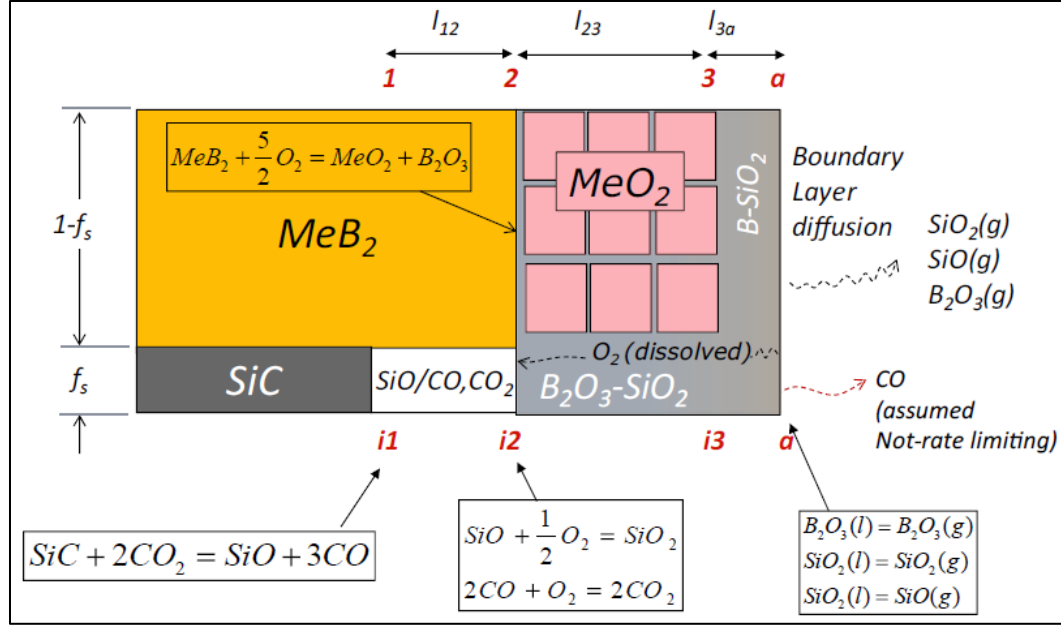 l₁₂ l₂₃ l₃ₐ
1 2 3 a
MeB₂ + 5/2 O₂ = MeO₂ + B₂O₃
MeO₂
B-SiO₂
Boundary
Layer
diffusion
SiO₂(g)
SiO(g)
B₂O₃(g)
1-fₛ
MeB₂
O₂ (dissolved)
fₛ
SiC
SiO/CO,CO₂
B₂O₃-SiO₂
CO
(assumed
Not-rate limiting)
i1 i2 i3 a
SiC + 2CO₂ = SiO + 3CO
SiO + 1/2 O₂ = SiO₂
2CO + O₂ = 2CO₂
B₂O₃(l) = B₂O₃(g)
SiO₂(l) = SiO₂(g)
SiO₂(l) = SiO(g)